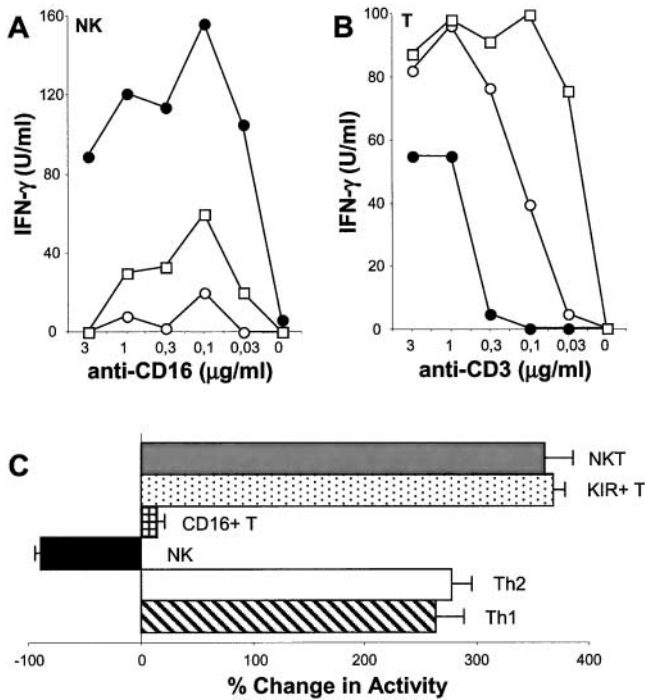 A NK
IFN-γ (U/ml)
160
120
80
40
0
3 1 0,3 0,1 0,03 0
anti-CD16 (μg/ml)
B T
IFN-γ (U/ml)
100
80
60
40
20
0
3 1 0,3 0,1 0,03 0
anti-CD3 (μg/ml)
C
NKT
KIR+ T
CD16+ T
NK
Th2
Th1
-100 0 100 200 300 400
% Change in Activity